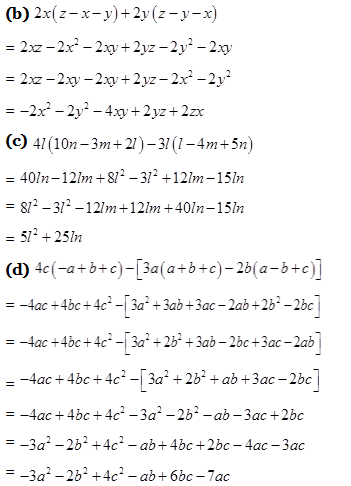 (b) 2x(z-x-y)+2y(z-y-x)
= 2xz-2x²-2xy+2yz-2y²-2xy
= 2xz-2xy-2xy+2yz-2x²-2y²
= -2x²-2y²-4xy+2yz+2zx
(c) 4l(10n-3m+2l)-3l(l-4m+5n)
= 40ln-12lm+8l²-3l²+12lm-15ln
= 8l²-3l²-12lm+12lm+40ln-15ln
= 5l²+25ln
(d) 4c(-a+b+c)-[3a(a+b+c)-2b(a-b+c)]
= -4ac+4bc+4c²-[3a²+3ab+3ac-2ab+2b²-2bc]
= -4ac+4bc+4c²-[3a²+2b²+3ab-2bc+3ac-2ab]
= -4ac+4bc+4c²-[3a²+2b²+ab+3ac-2bc]
= -4ac+4bc+4c²-3a²-2b²-ab-3ac+2bc
= -3a²-2b²+4c²-ab+4bc+2bc-4ac-3ac
= -3a²-2b²+4c²-ab+6bc-7ac